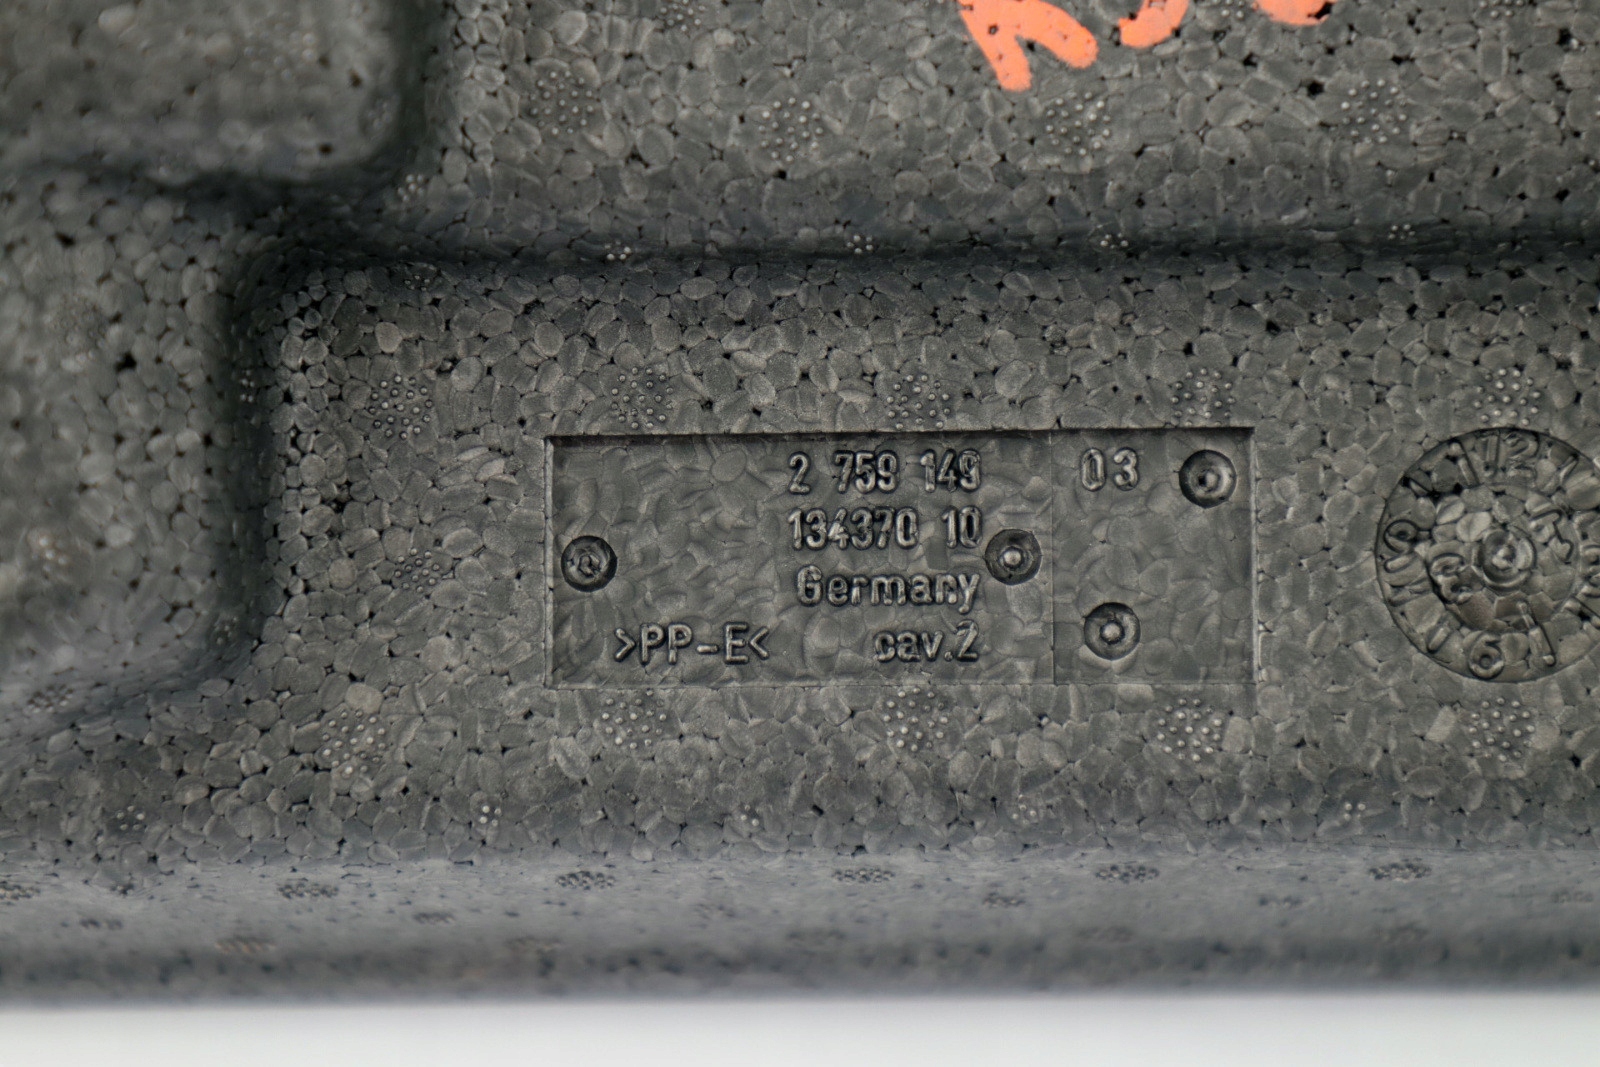 2 759 149 03
134370 10
Germany
>PP-E< cav.2